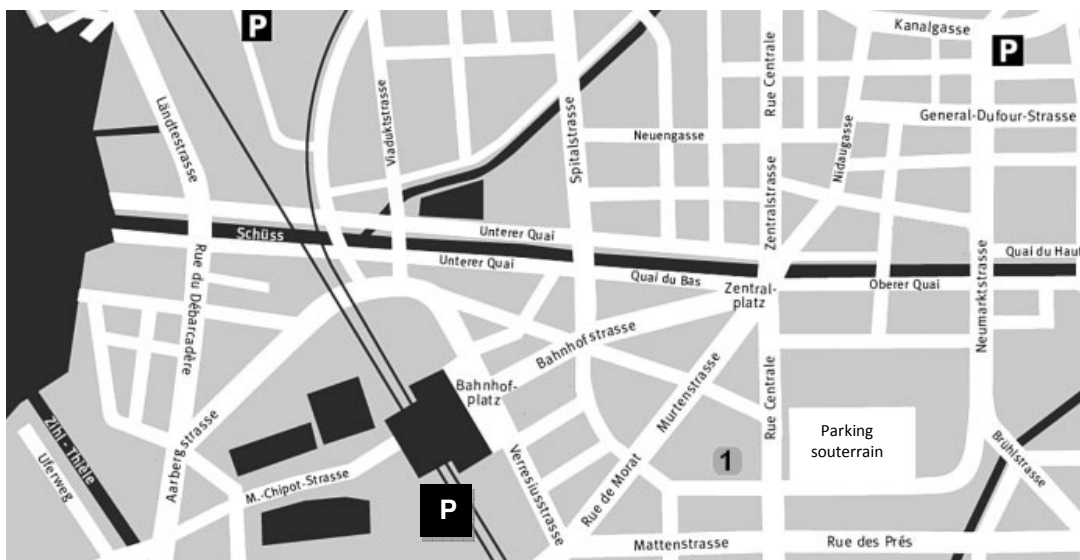 P
Kanalgasse
P
Ländtestrasse
Viaduktstrasse
Spitalstrasse
Neuengasse
Rue Centrale
Nidaugasse
General-Dufour-Strasse
Zentralstrasse
Schüss
Unterer Quai
Unterer Quai
Quai du Bas
Zentral-
platz
Oberer Quai
Quai du Haut
Neumarktstrasse
Rue du Débarcadère
Bahnhofstrasse
Bahnhof-
platz
Murtenstrasse
Rue Centrale
Parking
souterrain
1
Aarbergstrasse
Zihl - Thièle
Uferweg
M.-Chipot-Strasse
Verresiusstrasse
Rue de Morat
Brühlstrasse
P
Mattenstrasse
Rue des Prés